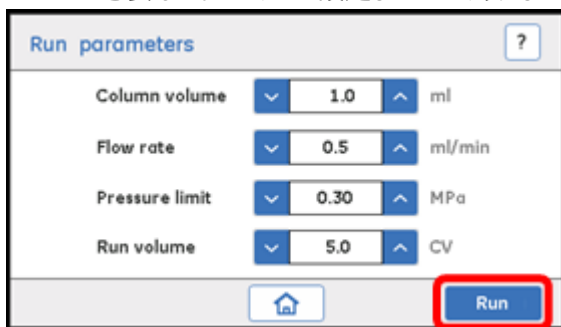 Run parameters ?
Column volume 1.0 ml
Flow rate 0.5 ml/min
Pressure limit 0.30 MPa
Run volume 5.0 CV
Run